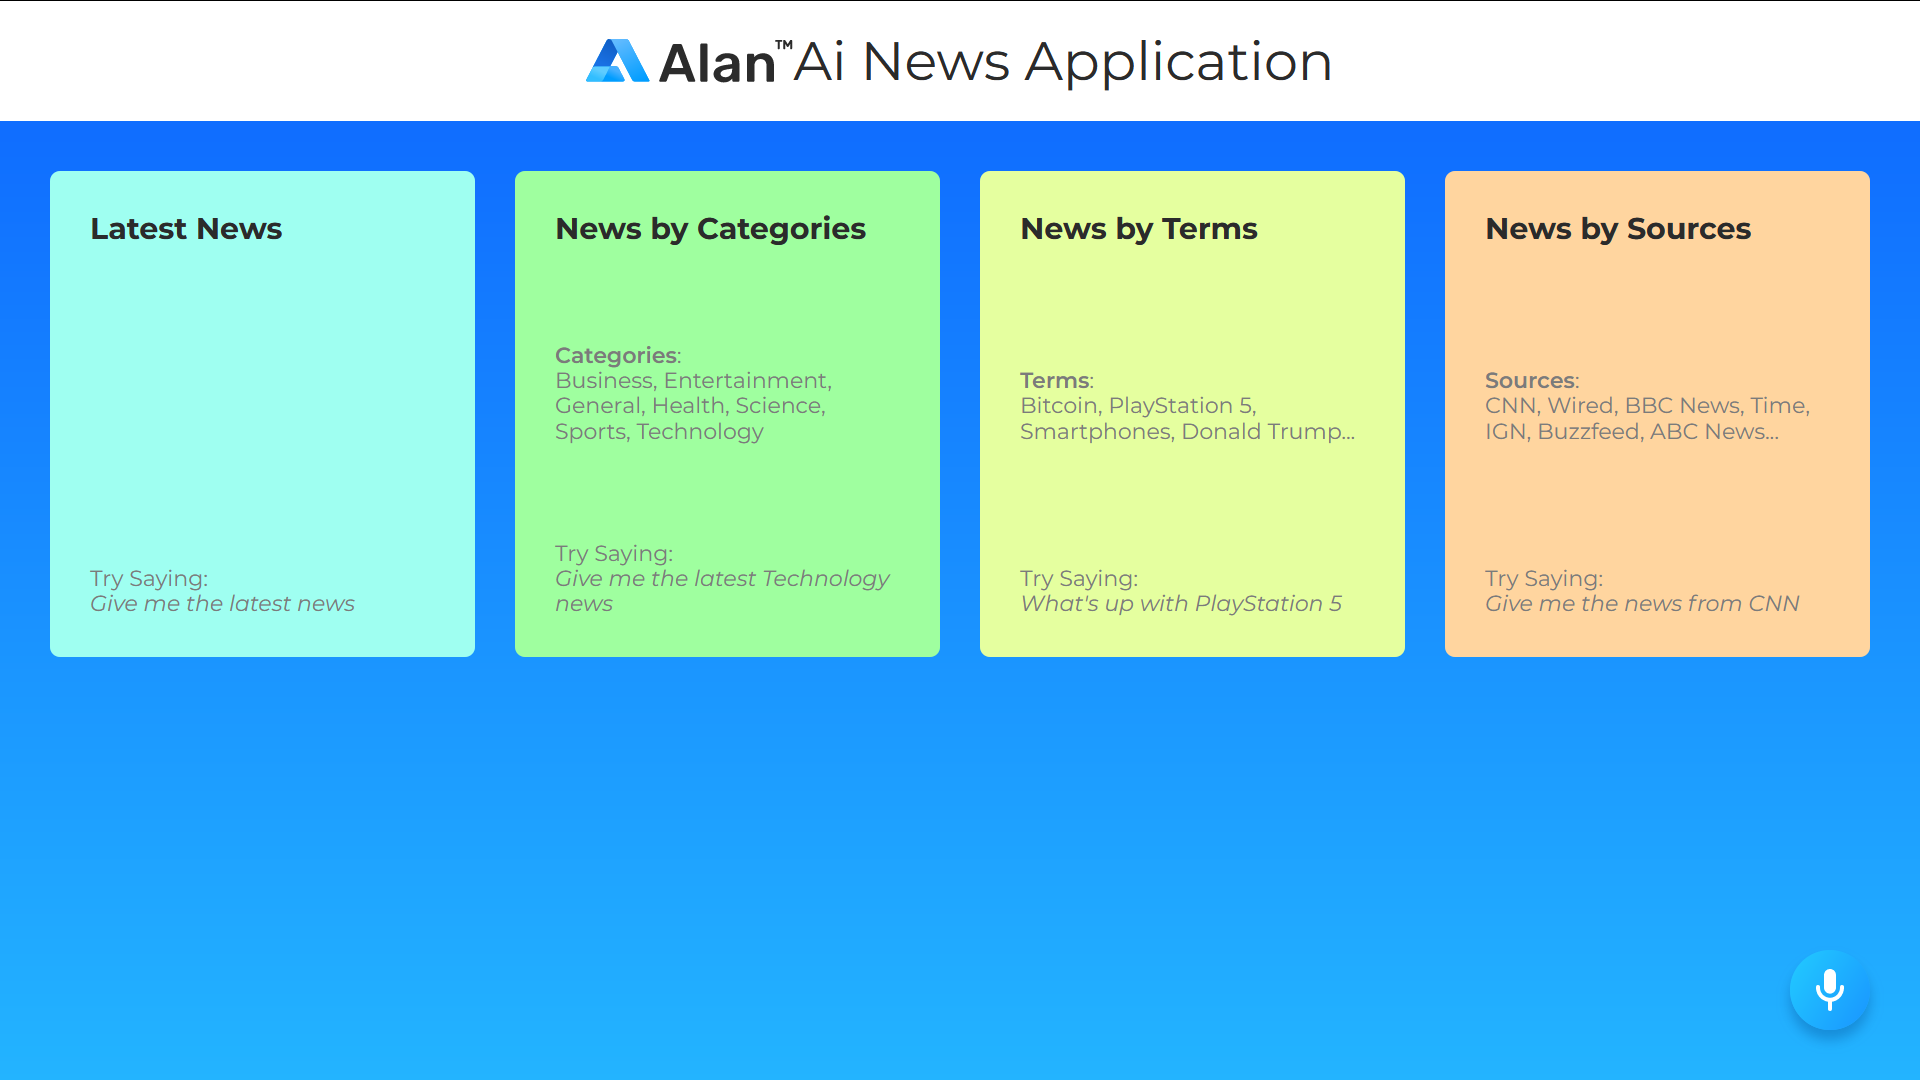 Alan™ Ai News Application
Latest News
Try Saying:
Give me the latest news
News by Categories
Categories:
Business, Entertainment,
General, Health, Science,
Sports, Technology
Try Saying:
Give me the latest Technology
news
News by Terms
Terms:
Bitcoin, PlayStation 5,
Smartphones, Donald Trump...
Try Saying:
What's up with PlayStation 5
News by Sources
Sources:
CNN, Wired, BBC News, Time,
IGN, Buzzfeed, ABC News...
Try Saying:
Give me the news from CNN